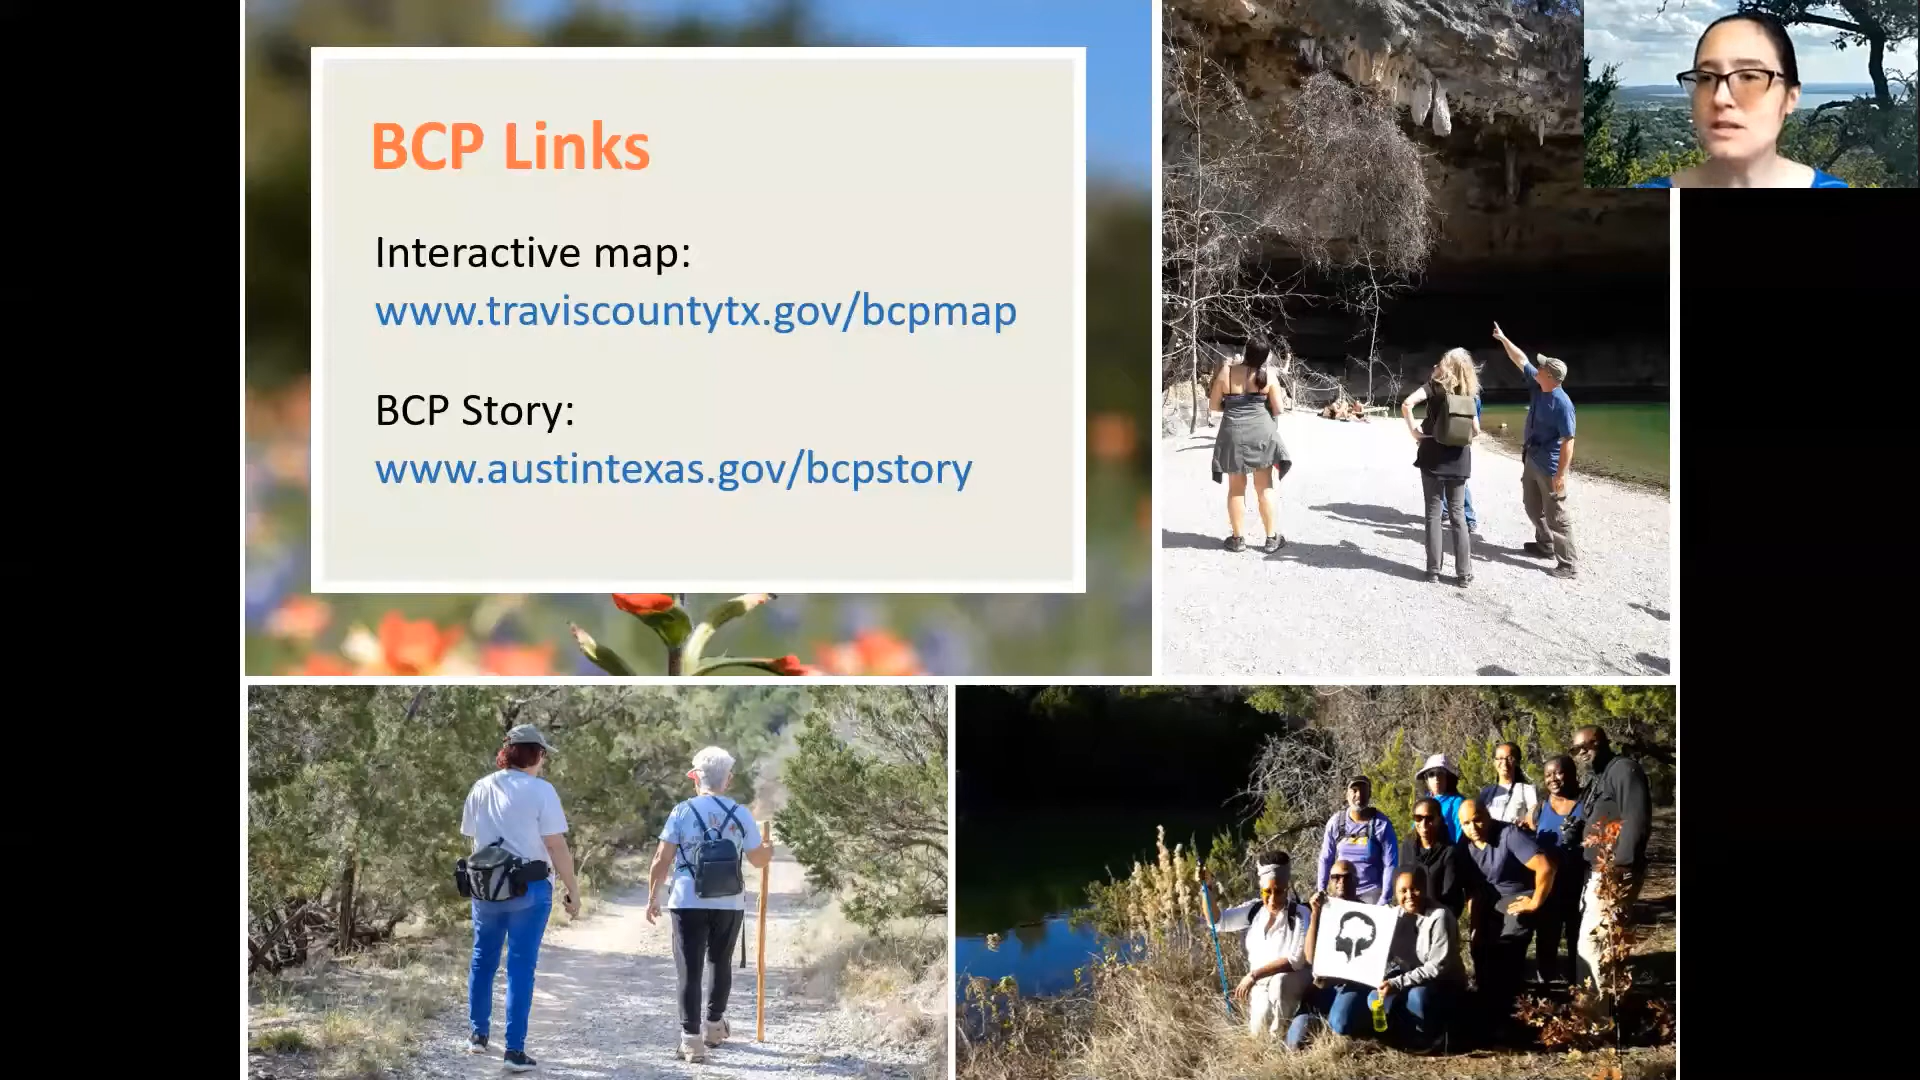 BCP Links
Interactive map:
www.traviscountytx.gov/bcpmap
BCP Story:
www.austintexas.gov/bcpstory